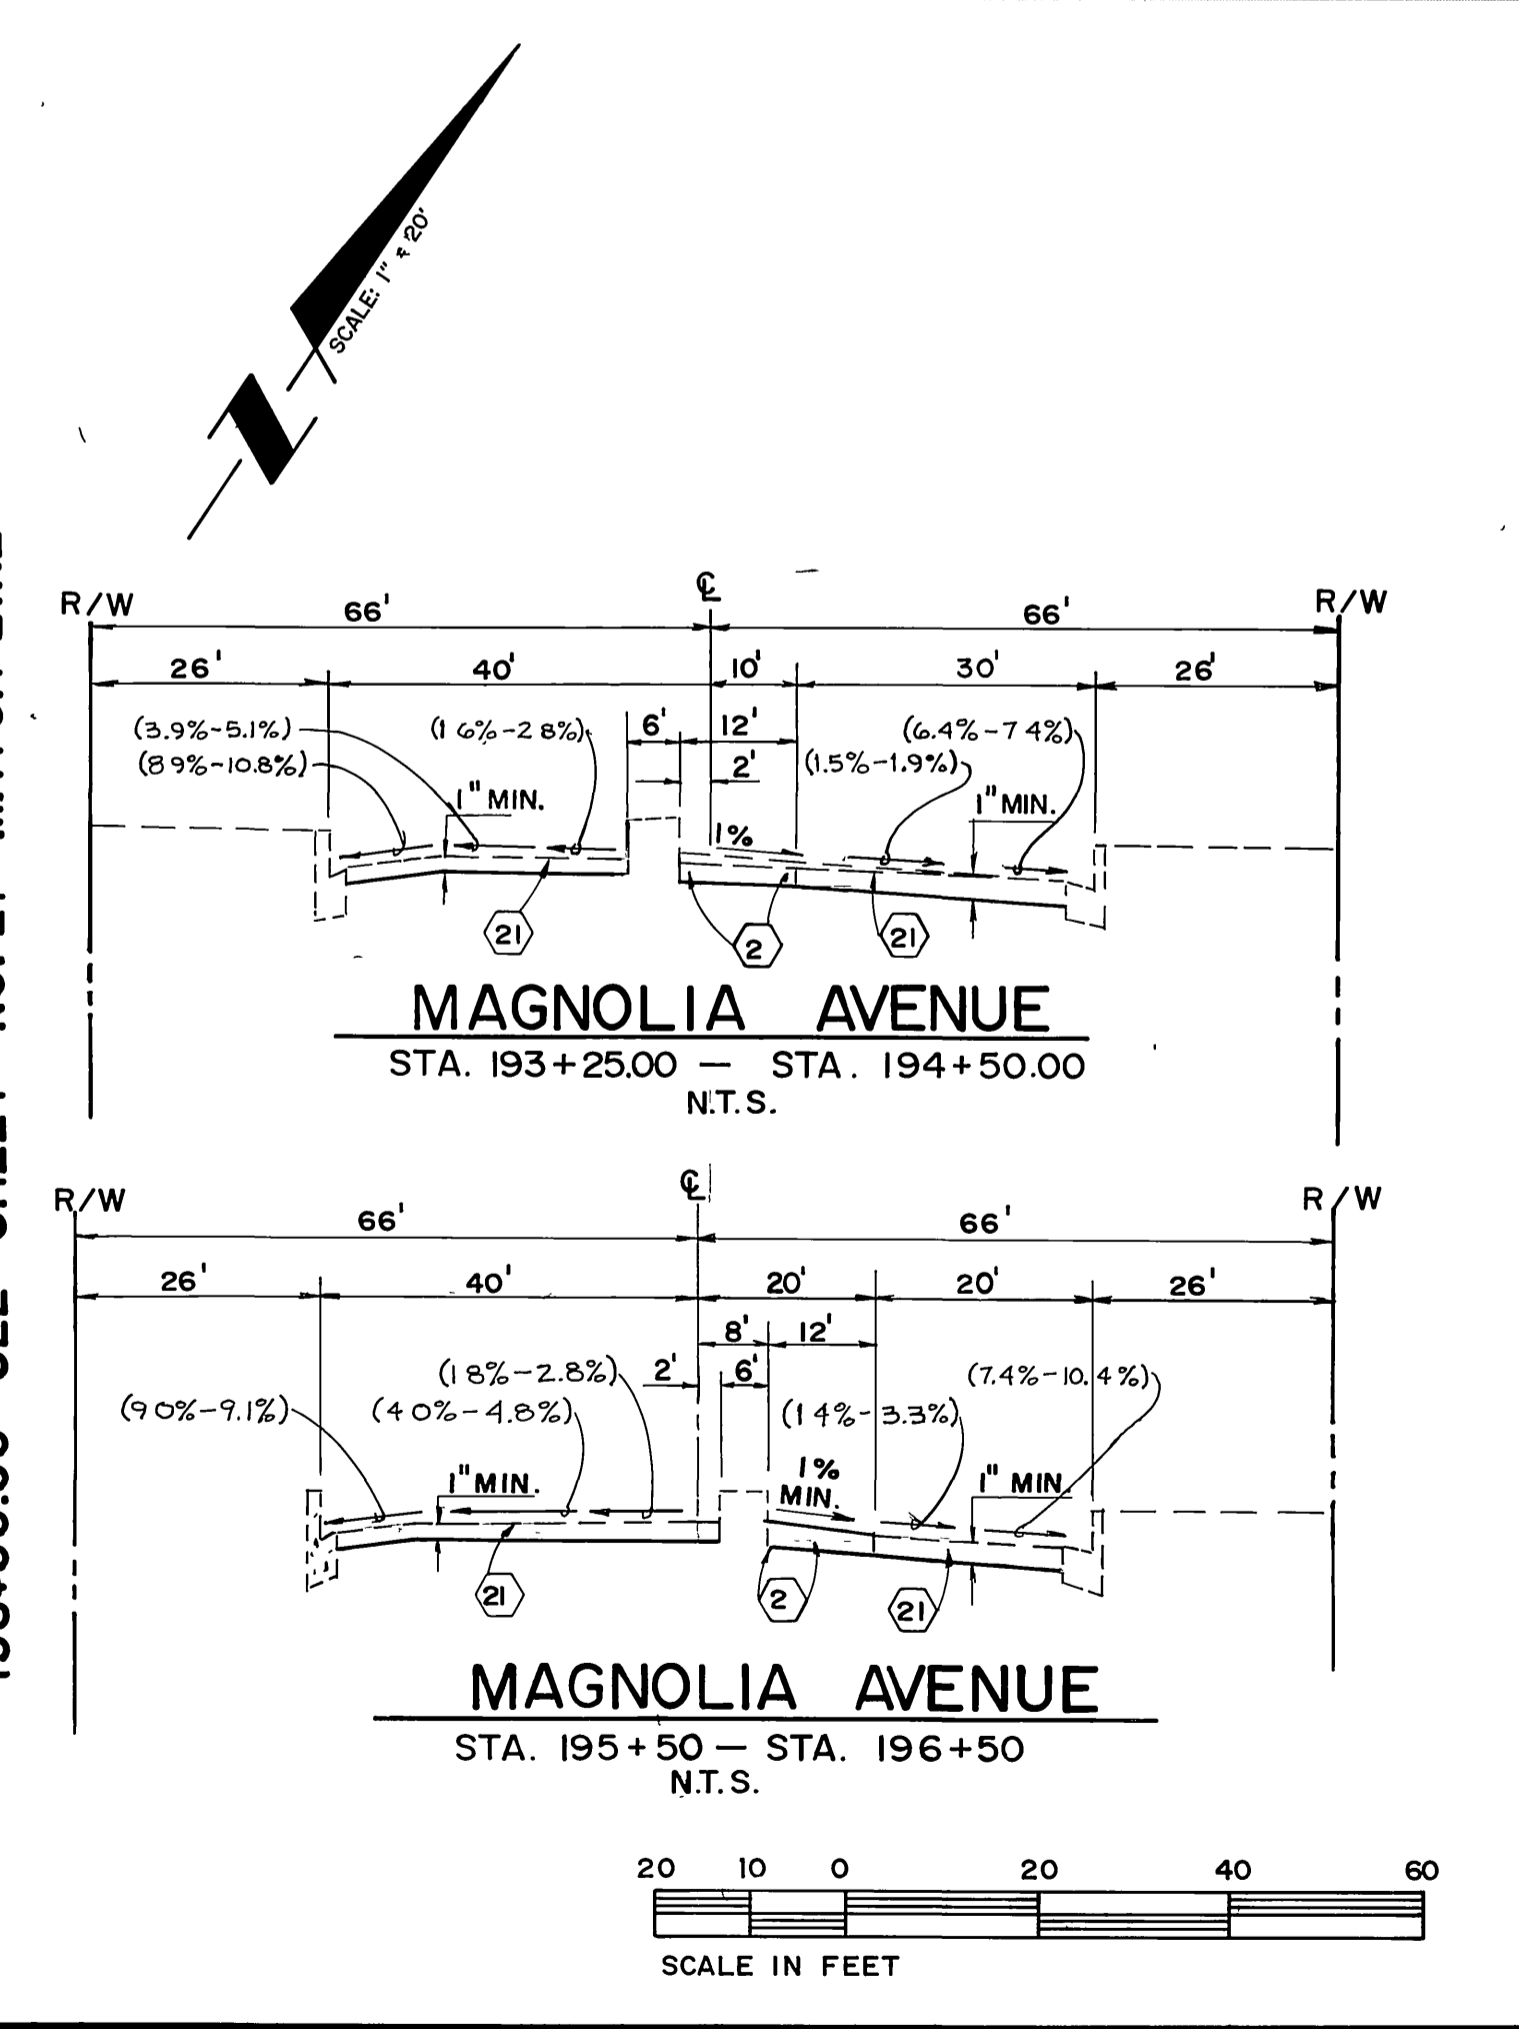 SCALE: 1" = 20'
℄
R/W 66' 66' R/W
26' 40' 10' 30' 26'
(3.9%-5.1%) (1 6%-2 8%) 6' 12' (6.4%-7 4%)
(8 9%-10.8%) 2' (1.5%-1.9%)
1" MIN. 1" MIN.
1%
21 2 21
MAGNOLIA AVENUE
STA. 193+25.00 — STA. 194+50.00
N.T.S.
℄
R/W 66' 66' R/W
26' 40' 20' 20' 26'
8' 12'
(1 8%-2.8%) 2' 6' (7.4%-10.4%)
(9 0%-9.1%) (4 0%-4.8%) (1 4%-3.3%)
1" MIN. 1% MIN. 1" MIN.
21 2 21
MAGNOLIA AVENUE
STA. 195+50 — STA. 196+50
N.T.S.
20 10 0 20 40 60
SCALE IN FEET